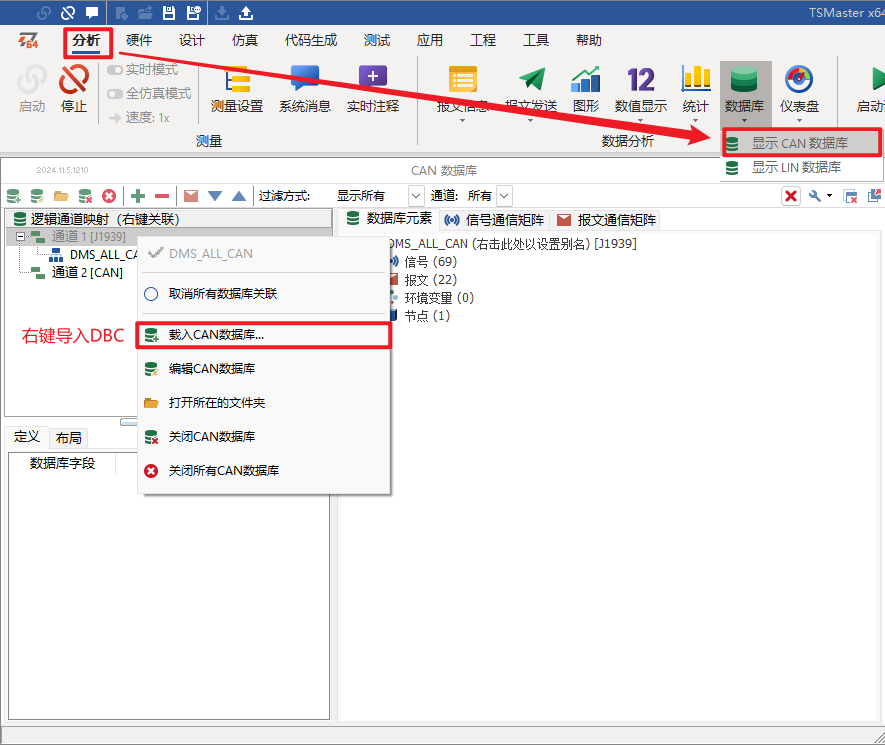 TSMaster x64
分析 硬件 设计 仿真 代码生成 测试 应用 工程 工具 帮助
启动 停止
实时模式
全仿真模式
速度: 1x
测量设置 系统消息 实时注释 报文信息 报文发送 图形 12 数值显示 统计 数据库 仪表盘 启动
测量 数据分析
显示 CAN 数据库
显示 LIN 数据库
2024.11.5.1210 CAN 数据库
过滤方式: 显示所有 通道: 所有
逻辑通道映射（右键关联）
通道 1 [J1939]
DMS_ALL_CA
通道 2 [CAN]
右键导入DBC
DMS_ALL_CAN
取消所有数据库关联
载入CAN数据库...
编辑CAN数据库
打开所在的文件夹
关闭CAN数据库
关闭所有CAN数据库
定义 布局
数据库字段
数据库元素 信号通信矩阵 报文通信矩阵
DMS_ALL_CAN (右击此处以设置别名) [J1939]
信号 (69)
报文 (22)
环境变量 (0)
节点 (1)